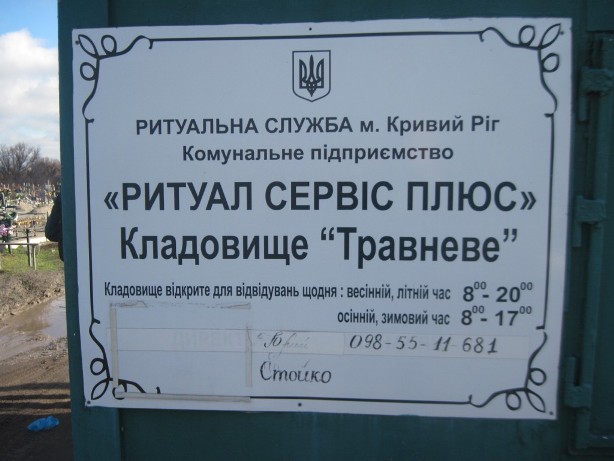 РИТУАЛЬНА СЛУЖБА м. Кривий Ріг
Комунальне підприємство
«РИТУАЛ СЕРВІС ПЛЮС»
Кладовище “Травневе”
Кладовище відкрите для відвідувань щодня : весінній, літній час 8⁰⁰- 20⁰⁰
осінній, зимовий час 8⁰⁰- 17⁰⁰
098-55-11-681
Стойко